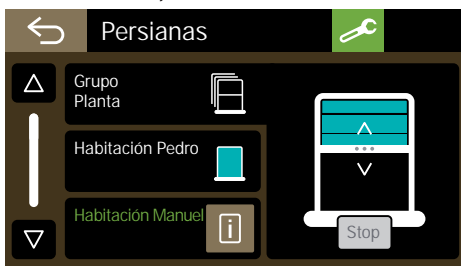 Persianas
Grupo
Planta
Habitación Pedro
Habitación Manuel
i
Stop